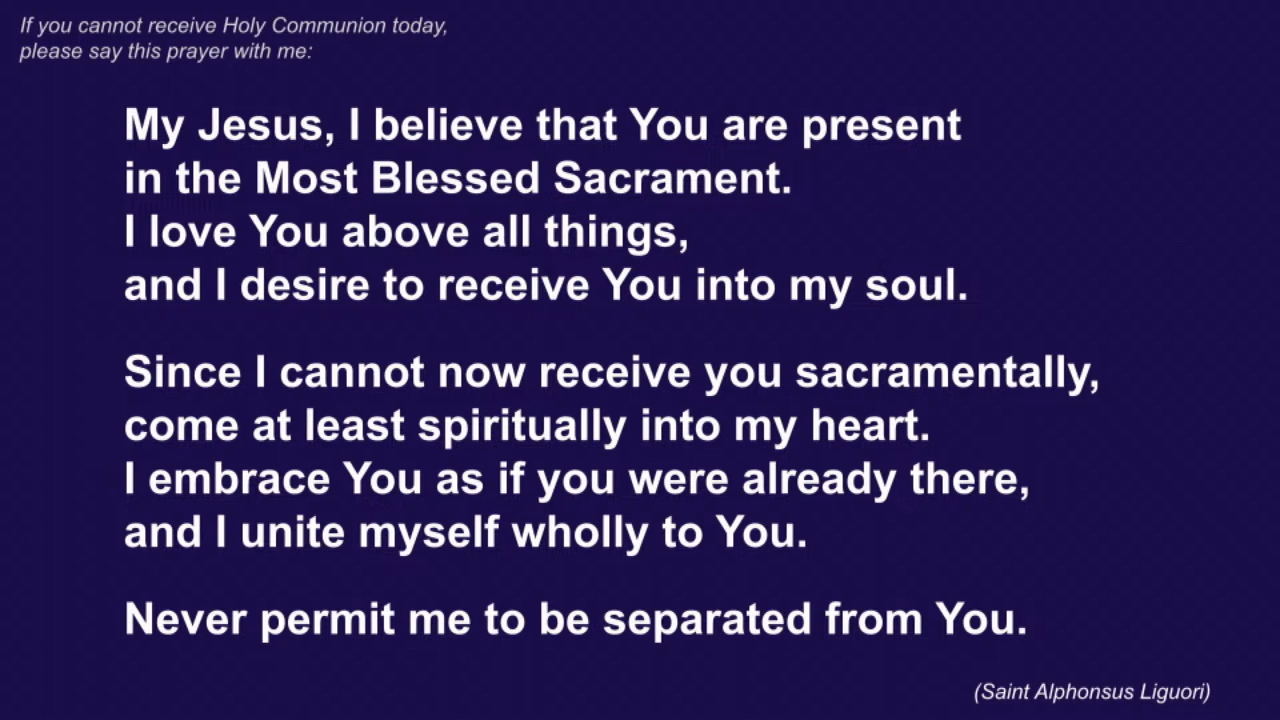 If you cannot receive Holy Communion today,
please say this prayer with me:
My Jesus, I believe that You are present
in the Most Blessed Sacrament.
I love You above all things,
and I desire to receive You into my soul.
Since I cannot now receive you sacramentally,
come at least spiritually into my heart.
I embrace You as if you were already there,
and I unite myself wholly to You.
Never permit me to be separated from You.
(Saint Alphonsus Liguori)